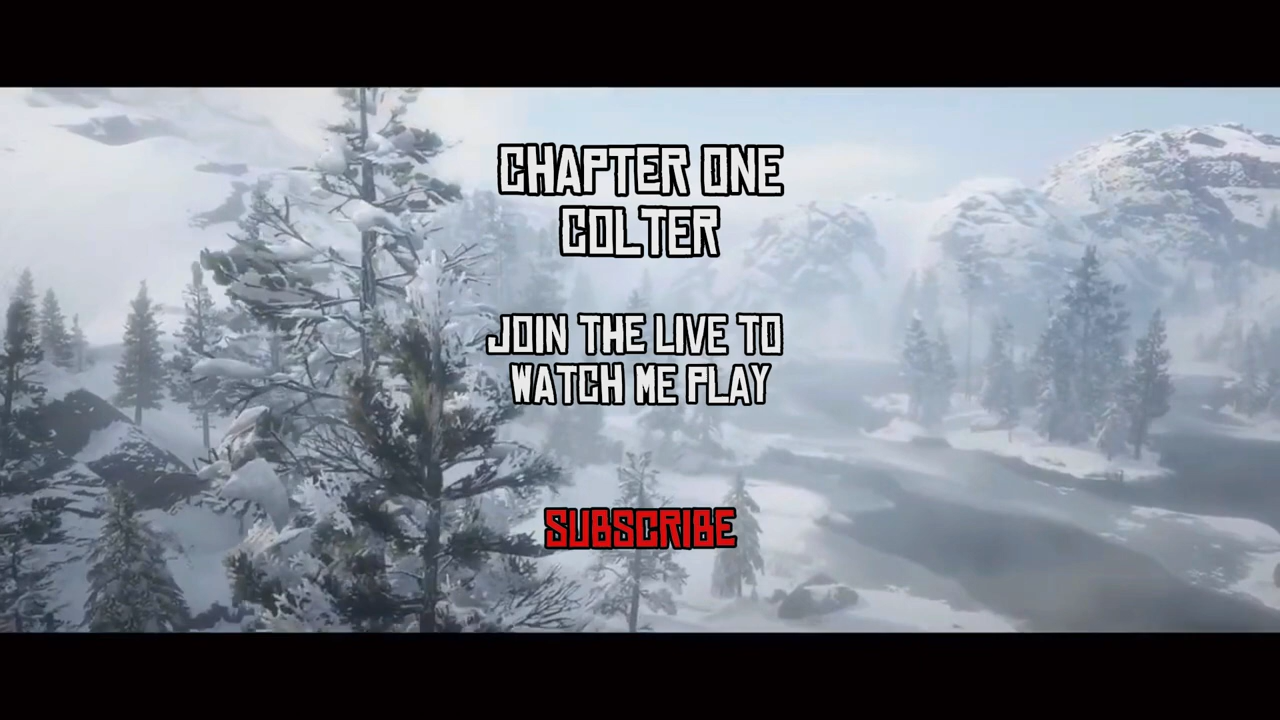 CHAPTER ONE
COLTER
JOIN THE LIVE TO
WATCH ME PLAY
SUBSCRIBE